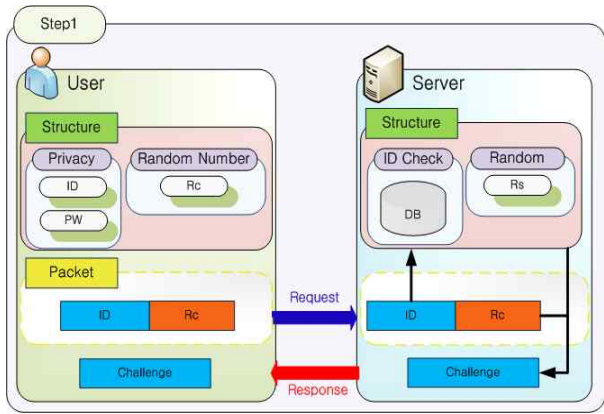 Step1
User
Structure
Privacy
Random Number
ID
Rc
PW
Packet
ID
Rc
Challenge
Request
Response
Server
Structure
ID Check
Random
Rs
DB
ID
Rc
Challenge